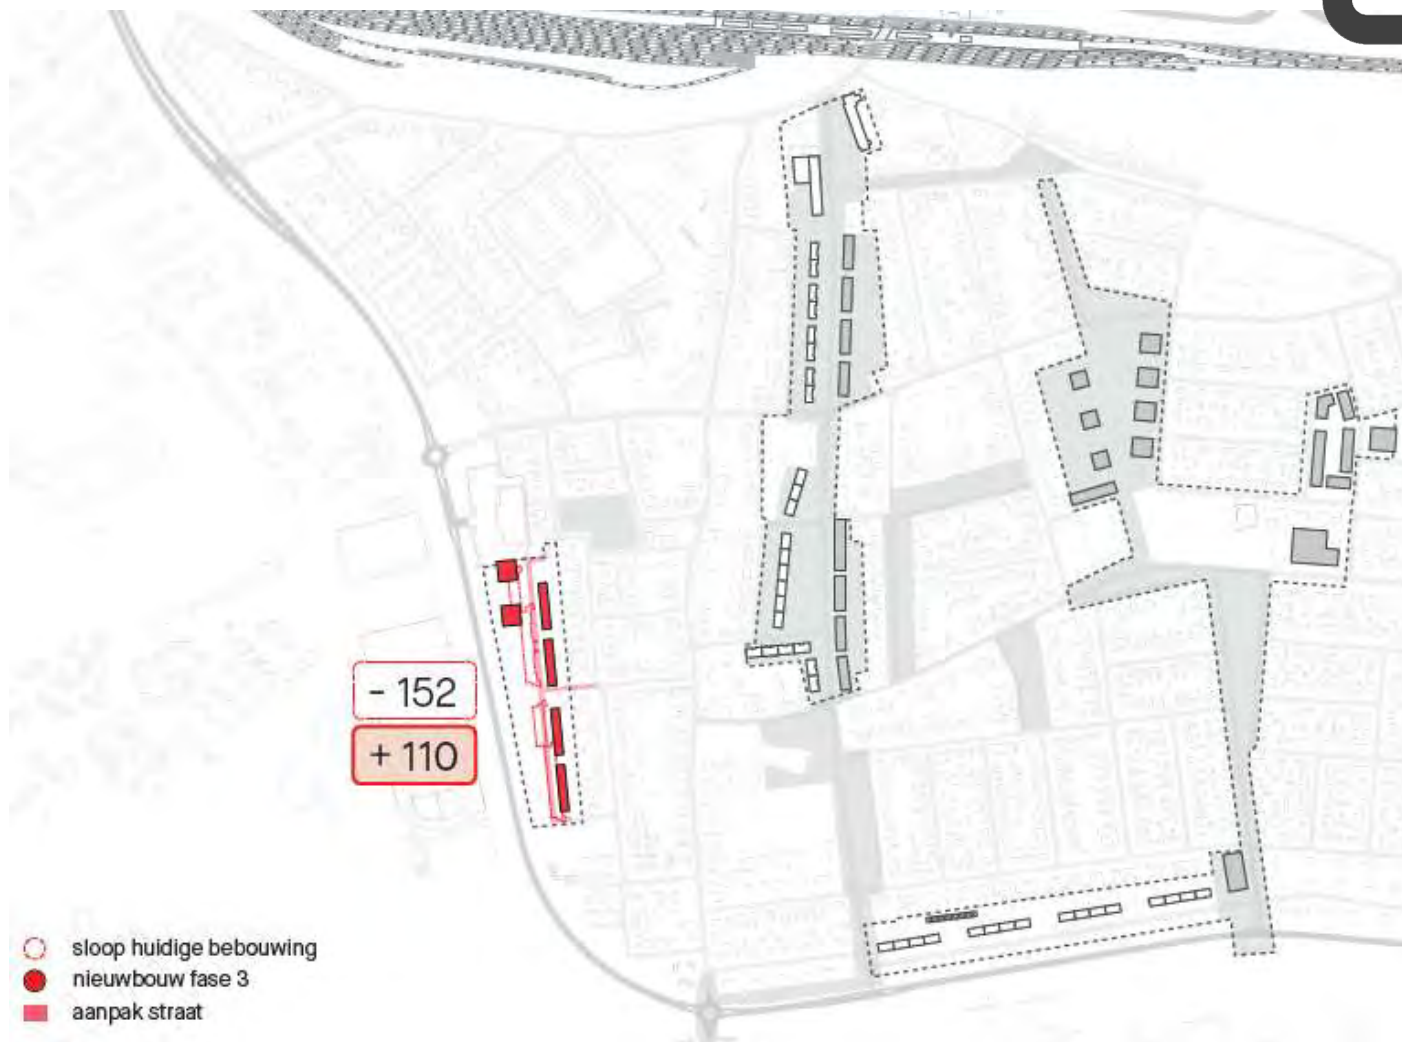 - 152
+ 110
sloop huidige bebouwing
nieuwbouw fase 3
aanpak straat